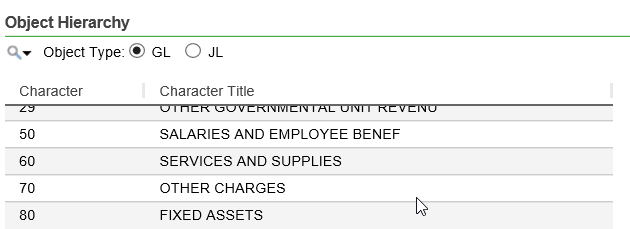 Object Hierarchy
Object Type: GL JL
Character Character Title
29 OTHER GOVERNMENTAL UNIT REVENU
50 SALARIES AND EMPLOYEE BENEF
60 SERVICES AND SUPPLIES
70 OTHER CHARGES
80 FIXED ASSETS